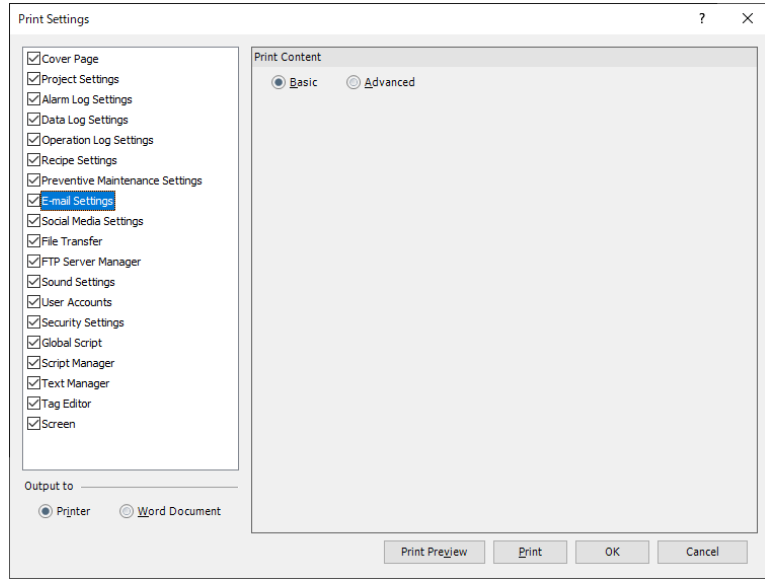 Print Settings
?
Cover Page
Project Settings
Alarm Log Settings
Data Log Settings
Operation Log Settings
Recipe Settings
Preventive Maintenance Settings
E-mail Settings
Social Media Settings
File Transfer
FTP Server Manager
Sound Settings
User Accounts
Security Settings
Global Script
Script Manager
Text Manager
Tag Editor
Screen
Output to
Printer Word Document
Print Content
Basic Advanced
Print Preview Print OK Cancel